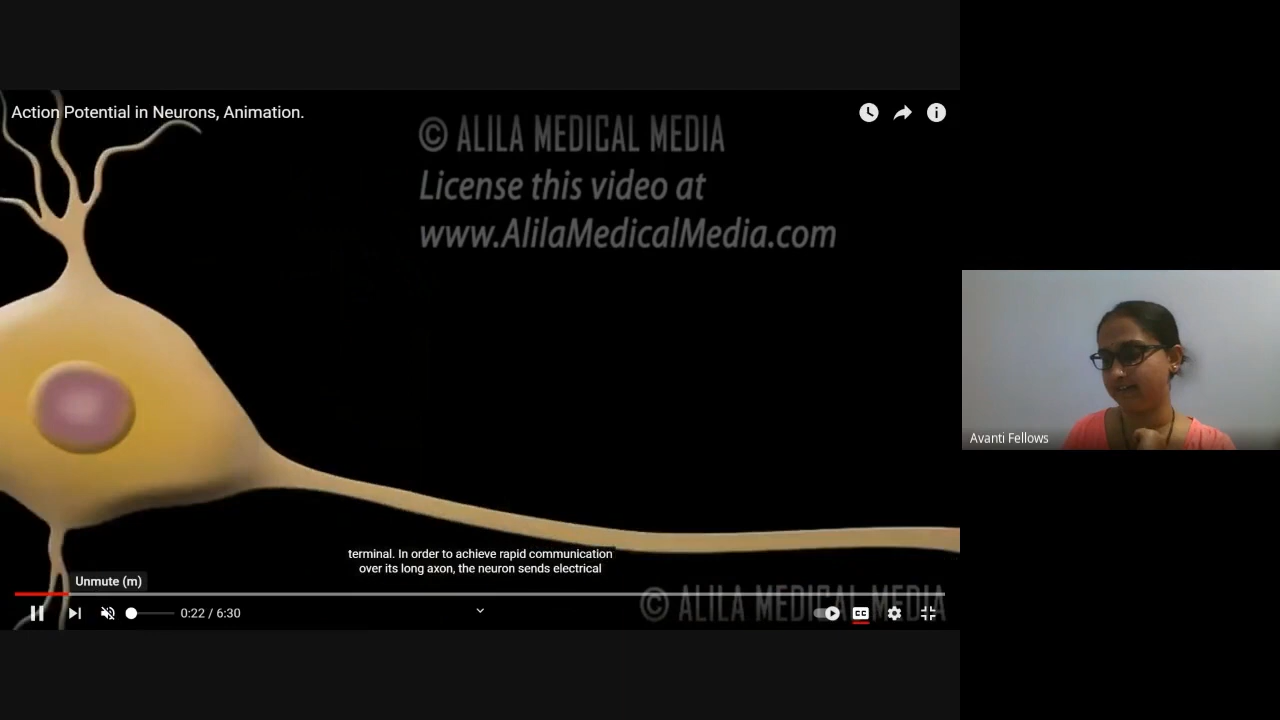 Action Potential in Neurons, Animation.
© ALILA MEDICAL MEDIA
License this video at
www.AlilaMedicalMedia.com
Avanti Fellows
terminal. In order to achieve rapid communication
over its long axon, the neuron sends electrical
Unmute (m)
0:22 / 6:30
CC
© ALILA MEDICAL MEDIA